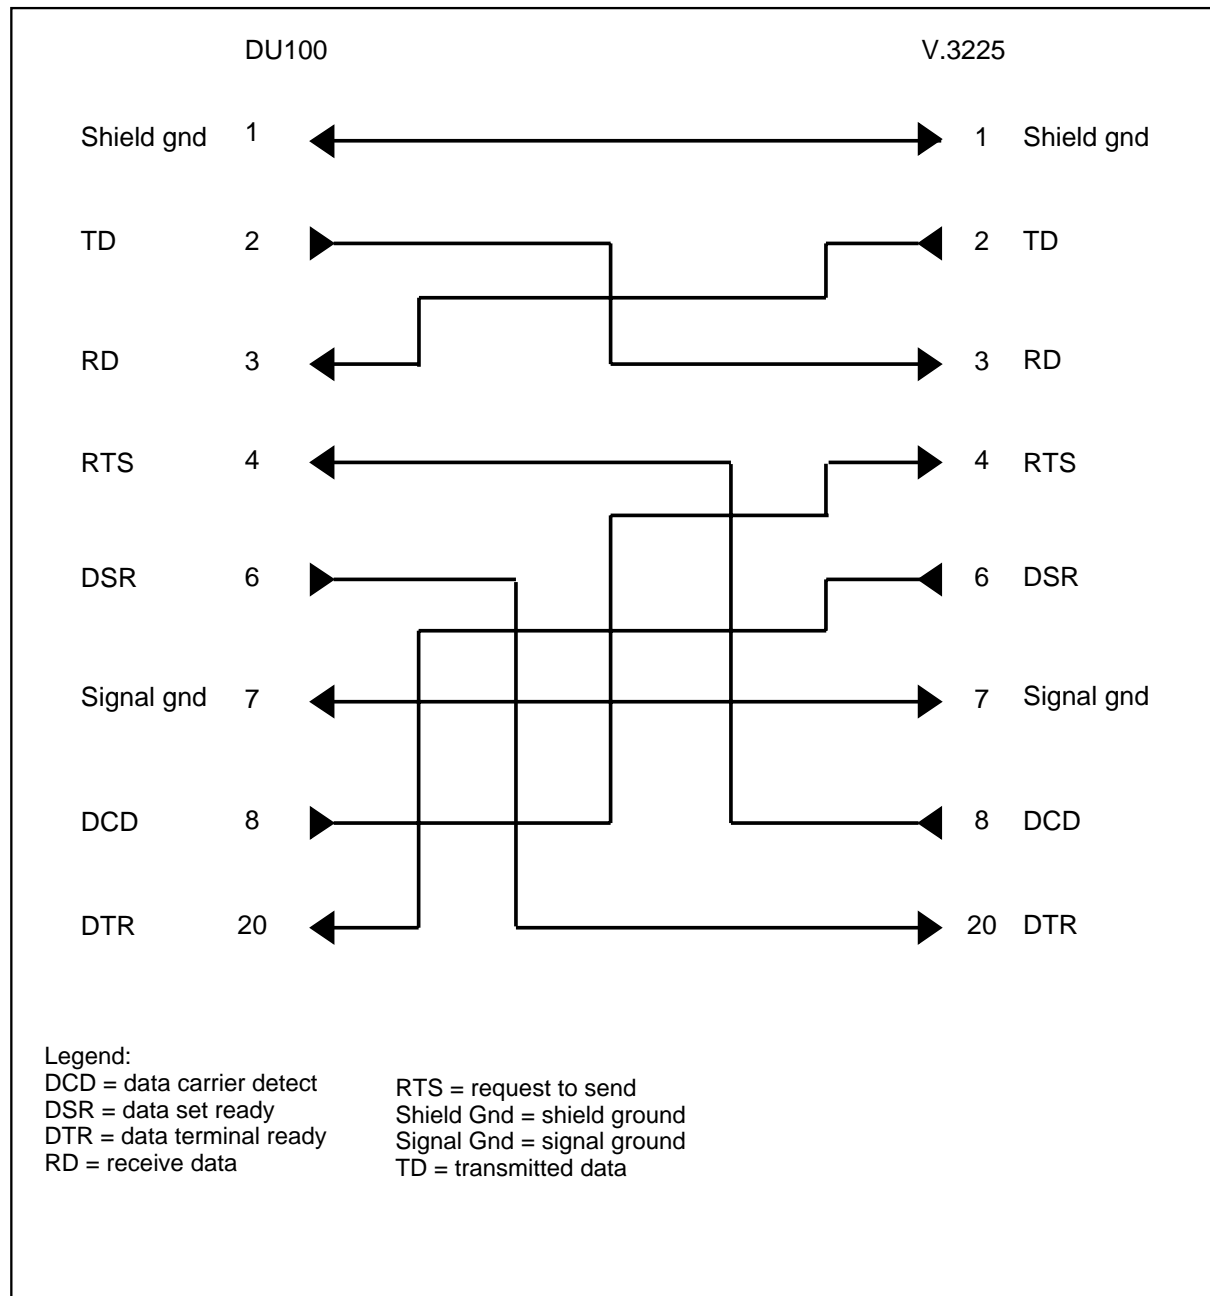 DU100 V.3225
Shield gnd 1 1 Shield gnd
TD 2 2 TD
RD 3 3 RD
RTS 4 4 RTS
DSR 6 6 DSR
Signal gnd 7 7 Signal gnd
DCD 8 8 DCD
DTR 20 20 DTR
Legend:
DCD = data carrier detect
DSR = data set ready
DTR = data terminal ready
RD = receive data
RTS = request to send
Shield Gnd = shield ground
Signal Gnd = signal ground
TD = transmitted data